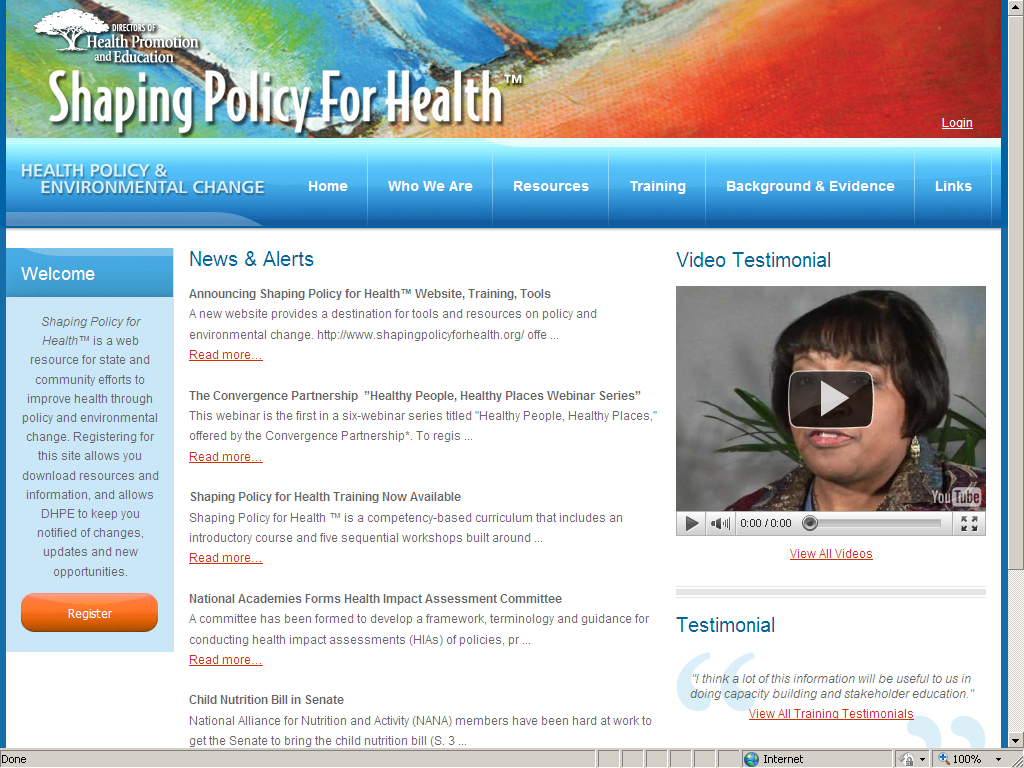 DIRECTORS OF
Health Promotion
and Education
Shaping Policy For Health™
Login
HEALTH POLICY &
ENVIRONMENTAL CHANGE
Home Who We Are Resources Training Background & Evidence Links
Welcome
Shaping Policy for
Health™ is a web
resource for state and
community efforts to
improve health through
policy and environmental
change. Registering for
this site allows you
download resources and
information, and allows
DHPE to keep you
notified of changes,
updates and new
opportunities.
Register
News & Alerts
Announcing Shaping Policy for Health™ Website, Training, Tools
A new website provides a destination for tools and resources on policy and
environmental change. http://www.shapingpolicyforhealth.org/ offe ...
Read more...
The Convergence Partnership ”Healthy People, Healthy Places Webinar Series”
This webinar is the first in a six-webinar series titled "Healthy People, Healthy Places,"
offered by the Convergence Partnership*. To regis ...
Read more...
Shaping Policy for Health Training Now Available
Shaping Policy for Health ™ is a competency-based curriculum that includes an
introductory course and five sequential workshops built around ...
Read more...
National Academies Forms Health Impact Assessment Committee
A committee has been formed to develop a framework, terminology and guidance for
conducting health impact assessments (HIAs) of policies, pr ...
Read more...
Child Nutrition Bill in Senate
National Alliance for Nutrition and Activity (NANA) members have been hard at work to
get the Senate to bring the child nutrition bill (S. 3 ...
Video Testimonial
YouTube
0:00 / 0:00
View All Videos
Testimonial
"I think a lot of this information will be useful to us in
doing capacity building and stakeholder education."
View All Training Testimonials
Done Internet 100%